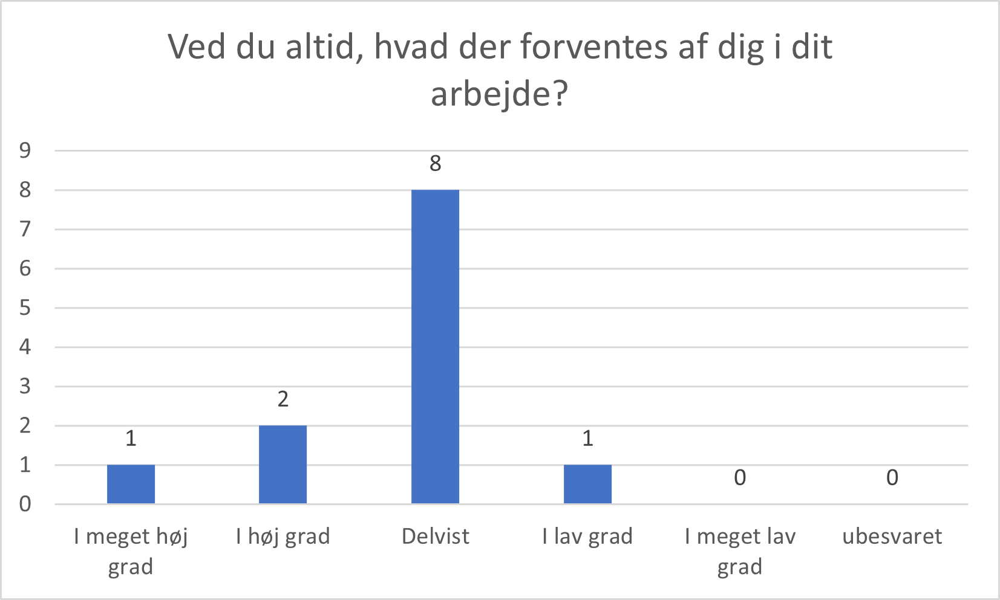 Ved du altid, hvad der forventes af dig i dit
arbejde?
9
8
7
6
5
4
3
2
1
0
1
2
8
1
0
0
I meget høj
grad
I høj grad
Delvist
I lav grad
I meget lav
grad
ubesvaret